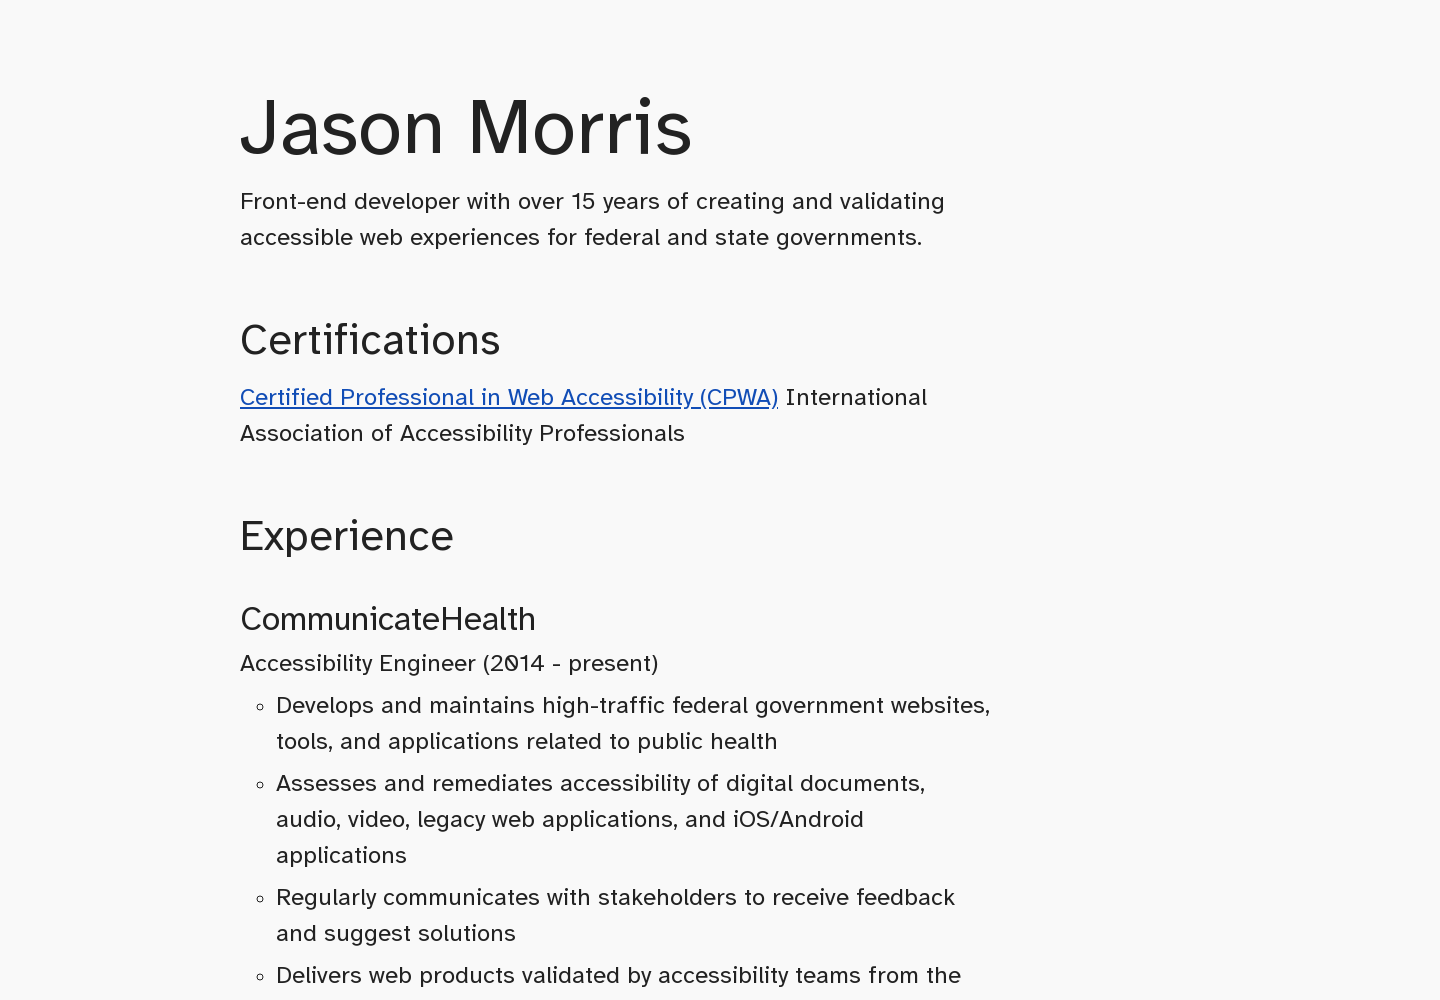 Jason Morris
Front-end developer with over 15 years of creating and validating
accessible web experiences for federal and state governments.
Certifications
Certified Professional in Web Accessibility (CPWA) International
Association of Accessibility Professionals
Experience
CommunicateHealth
Accessibility Engineer (2014 - present)
Develops and maintains high-traffic federal government websites,
tools, and applications related to public health
Assesses and remediates accessibility of digital documents,
audio, video, legacy web applications, and iOS/Android
applications
Regularly communicates with stakeholders to receive feedback
and suggest solutions
Delivers web products validated by accessibility teams from the